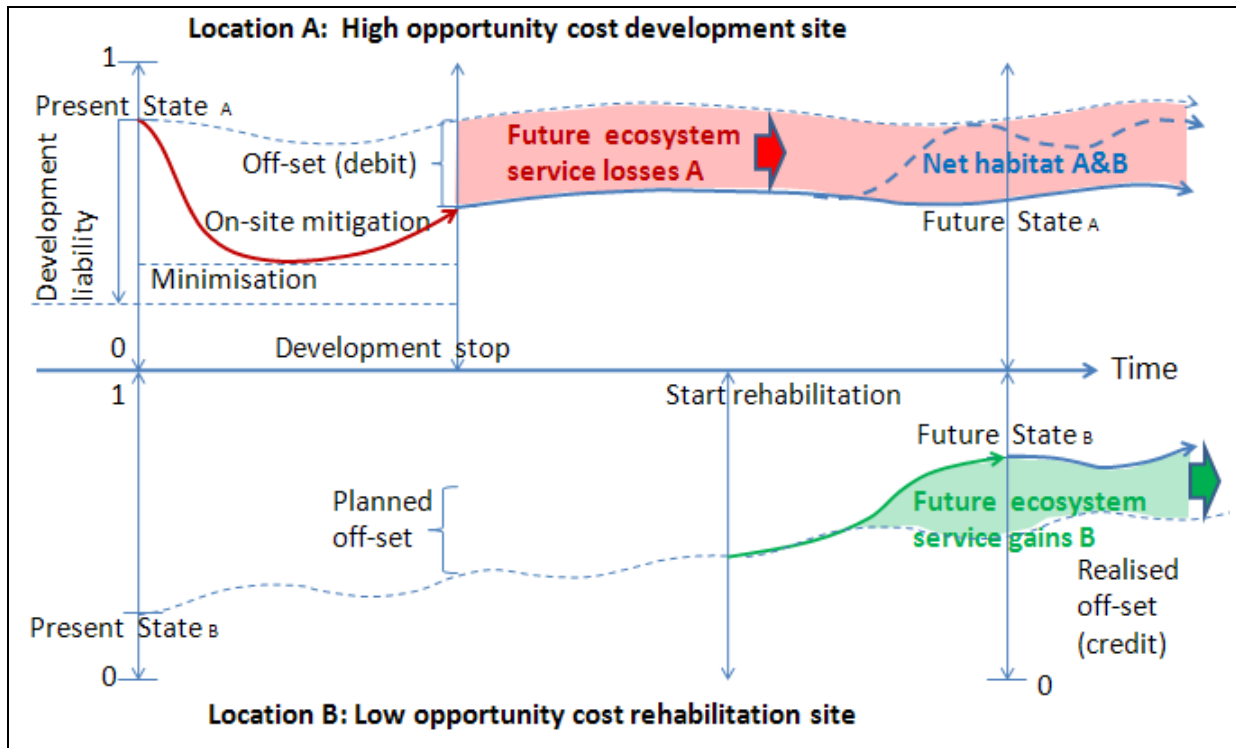 Location A: High opportunity cost development site
1
Present State A
Development
liability
Off-set (debit)
Future ecosystem
service losses A
Net habitat A&B
On-site mitigation
Future State A
Minimisation
0
Development stop
Time
1
Start rehabilitation
Future State B
Planned
off-set
Future ecosystem
service gains B
Realised
off-set
(credit)
Present State B
0
0
Location B: Low opportunity cost rehabilitation site